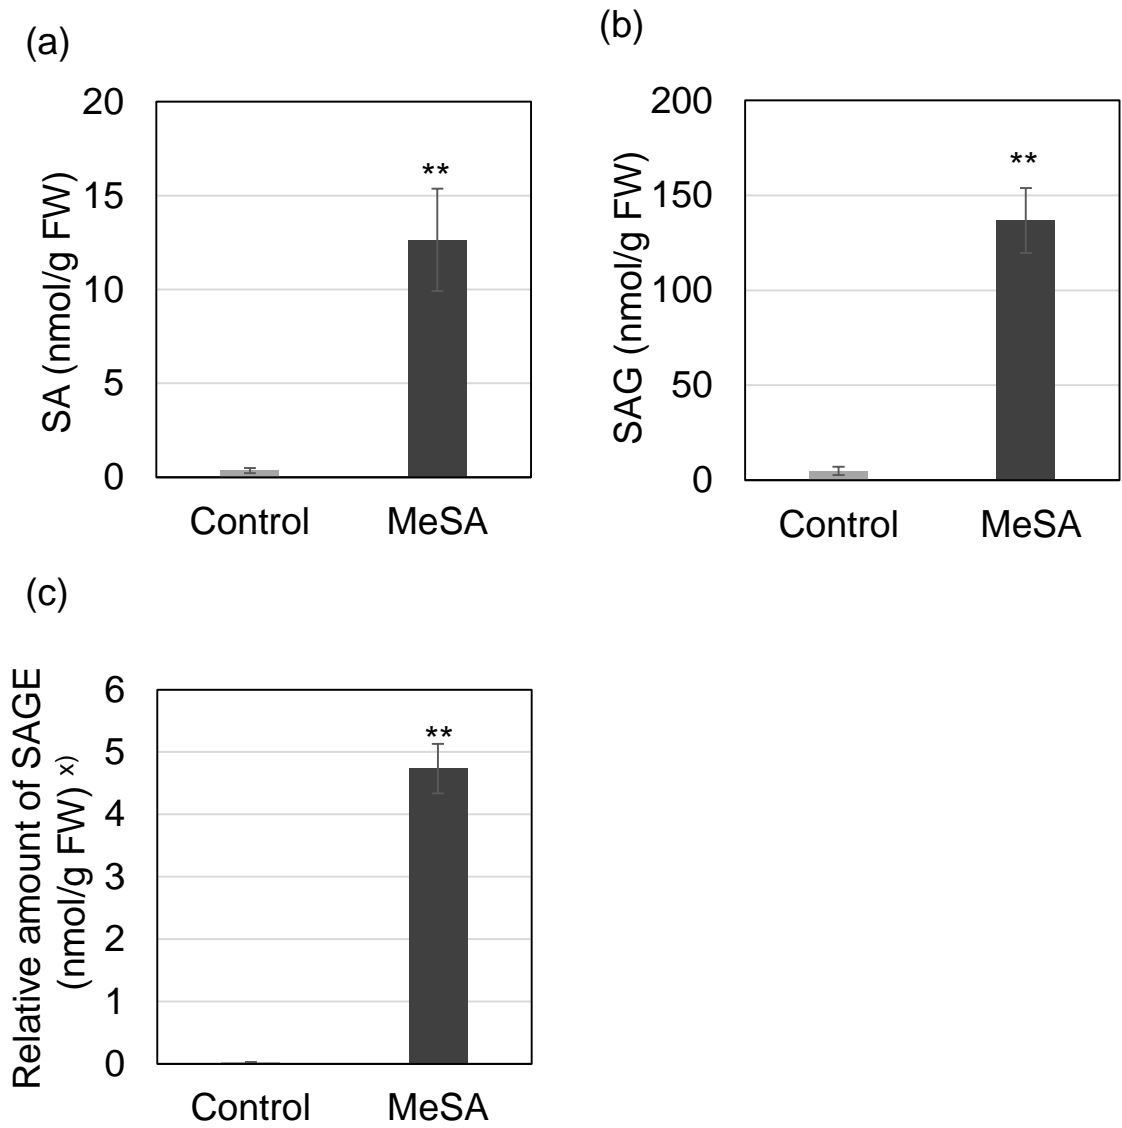 (a)
SA (nmol/g FW)
20
15
10
5
0
**
Control
MeSA
(b)
SAG (nmol/g FW)
200
150
100
50
0
**
Control
MeSA
(c)
Relative amount of SAGE
(nmol/g FW) x)
6
5
4
3
2
1
0
**
Control
MeSA